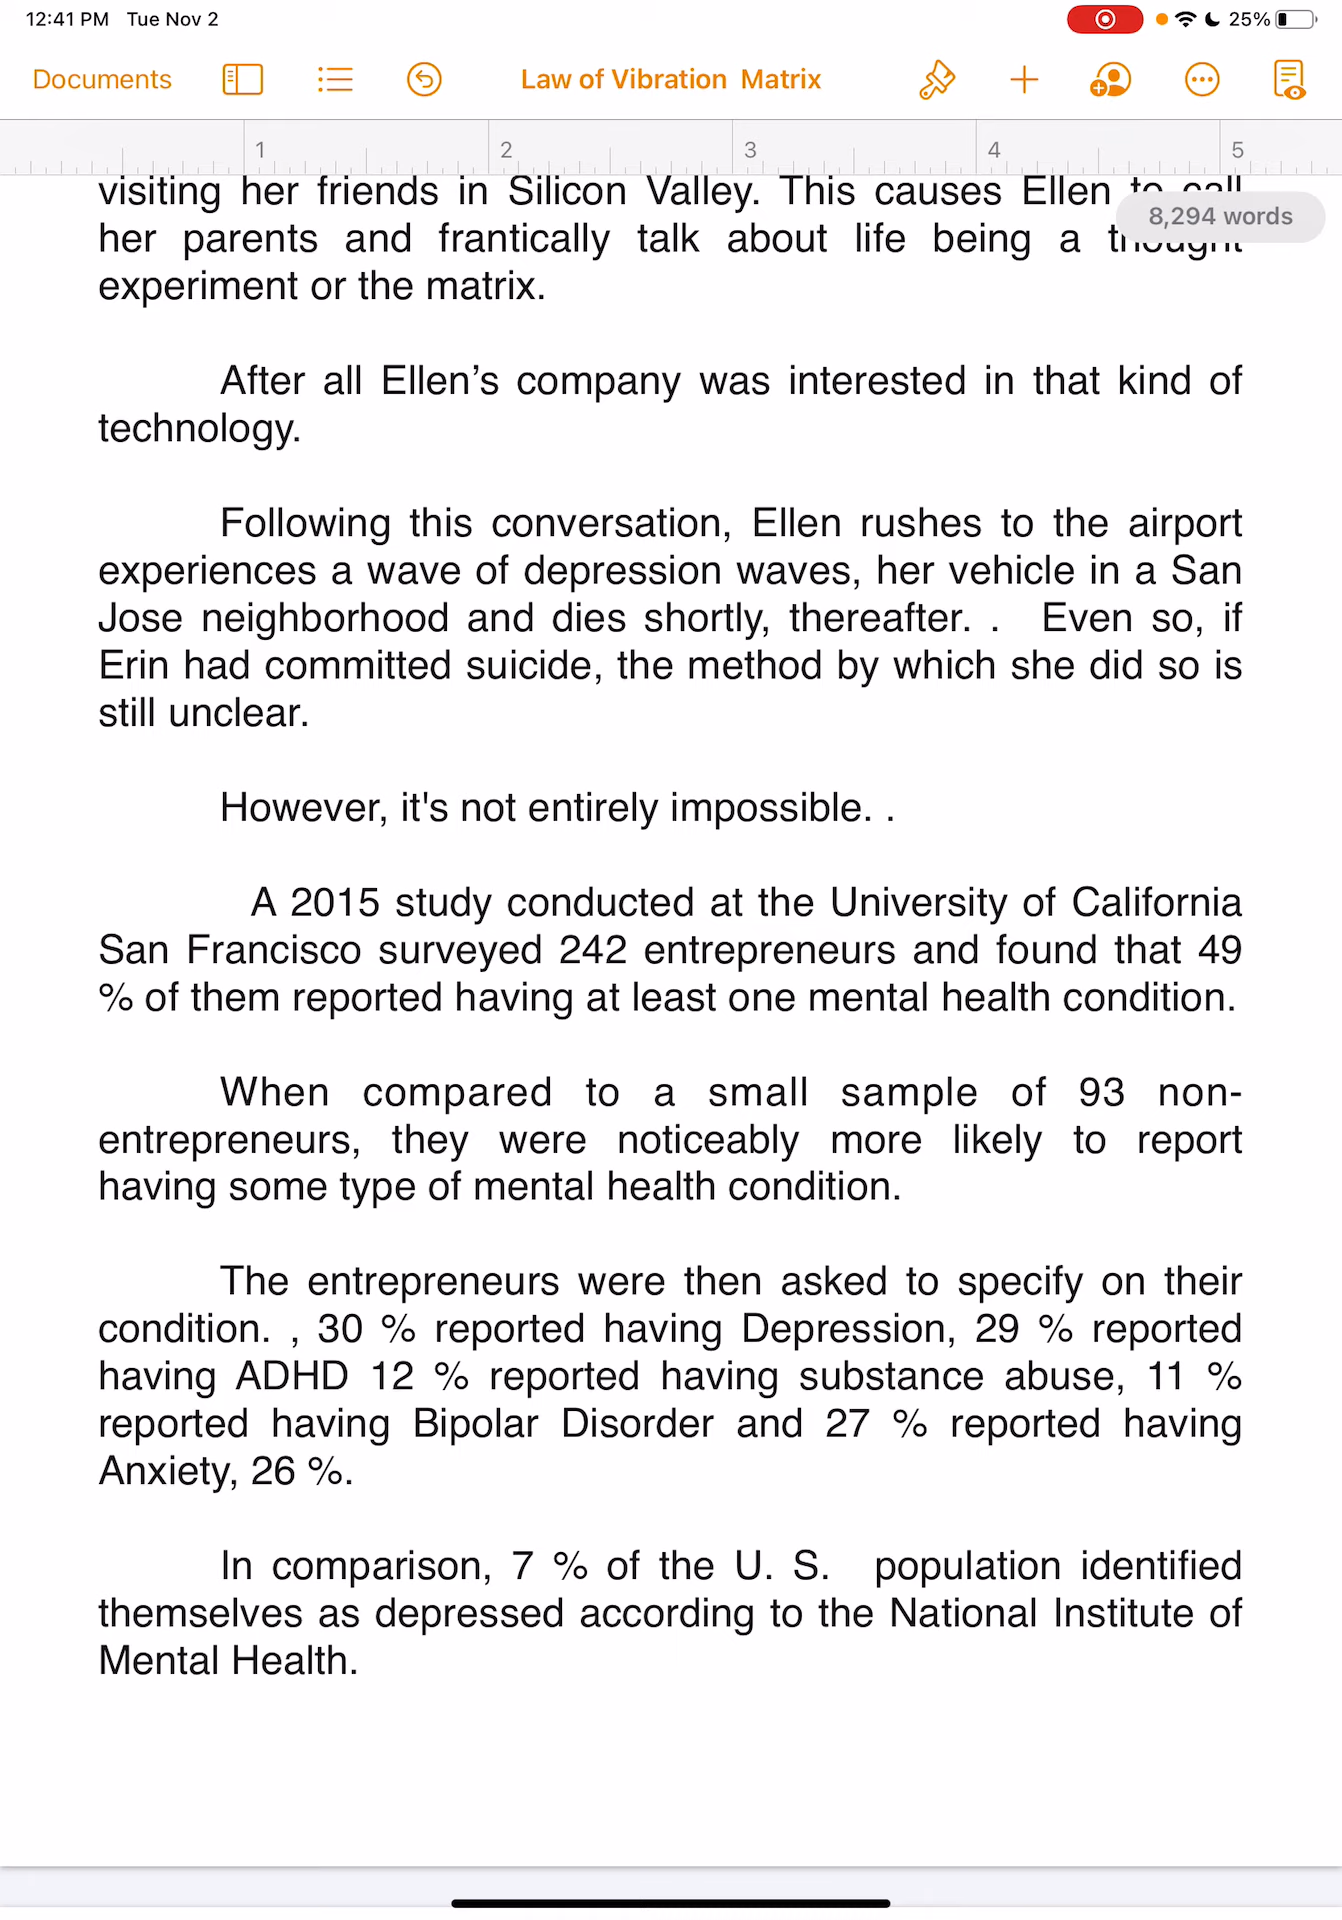 12:41 PM Tue Nov 2 25%
Documents Law of Vibration Matrix
1 2 3 4 5
visiting her friends in Silicon Valley. This causes Ellen to call
8,294 words
her parents and frantically talk about life being a thought
experiment or the matrix.
After all Ellen’s company was interested in that kind of
technology.
Following this conversation, Ellen rushes to the airport
experiences a wave of depression waves, her vehicle in a San
Jose neighborhood and dies shortly, thereafter. . Even so, if
Erin had committed suicide, the method by which she did so is
still unclear.
However, it's not entirely impossible. .
A 2015 study conducted at the University of California
San Francisco surveyed 242 entrepreneurs and found that 49
% of them reported having at least one mental health condition.
When compared to a small sample of 93 non-
entrepreneurs, they were noticeably more likely to report
having some type of mental health condition.
The entrepreneurs were then asked to specify on their
condition. , 30 % reported having Depression, 29 % reported
having ADHD 12 % reported having substance abuse, 11 %
reported having Bipolar Disorder and 27 % reported having
Anxiety, 26 %.
In comparison, 7 % of the U. S. population identified
themselves as depressed according to the National Institute of
Mental Health.